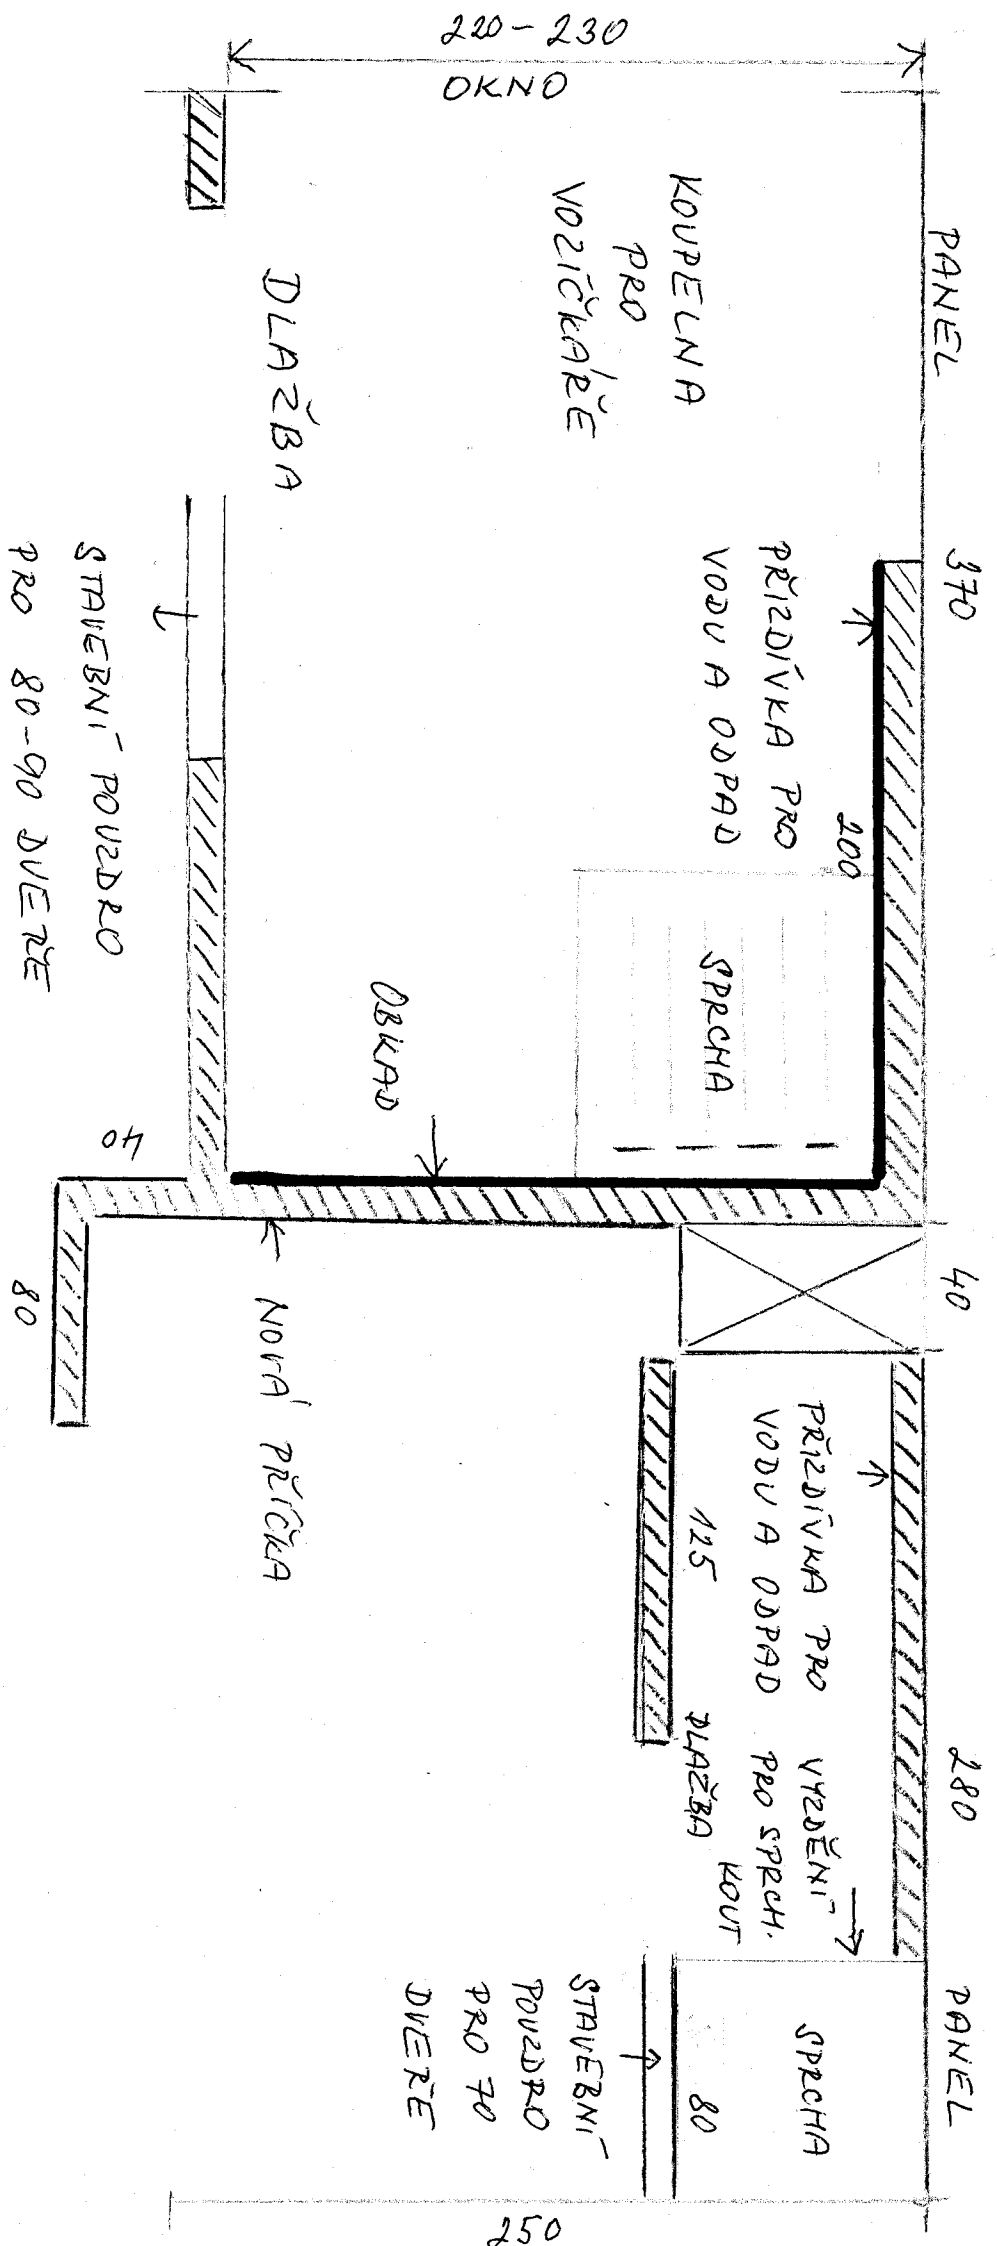 220-230
OKNO
PANEL
370
40
280
PANEL
KOUPELNA
PRO
VOZÍČKÁŘE
DLAŽBA
PŘIZDÍVKA PRO
VODU A ODPAD
200
SPRCHA
OBKAD
STAVEBNÍ POUZDRO
PRO 80-90 DVEŘE
40
80
NOVÁ PŘÍČKA
PŘIZDÍVKA PRO
VODU A ODPAD
125
DLAŽBA
VYZDĚNÍ
PRO SPRCH.
KOUT
SPRCHA
80
STAVEBNÍ
POUZDRO
PRO 70
DVEŘE
250